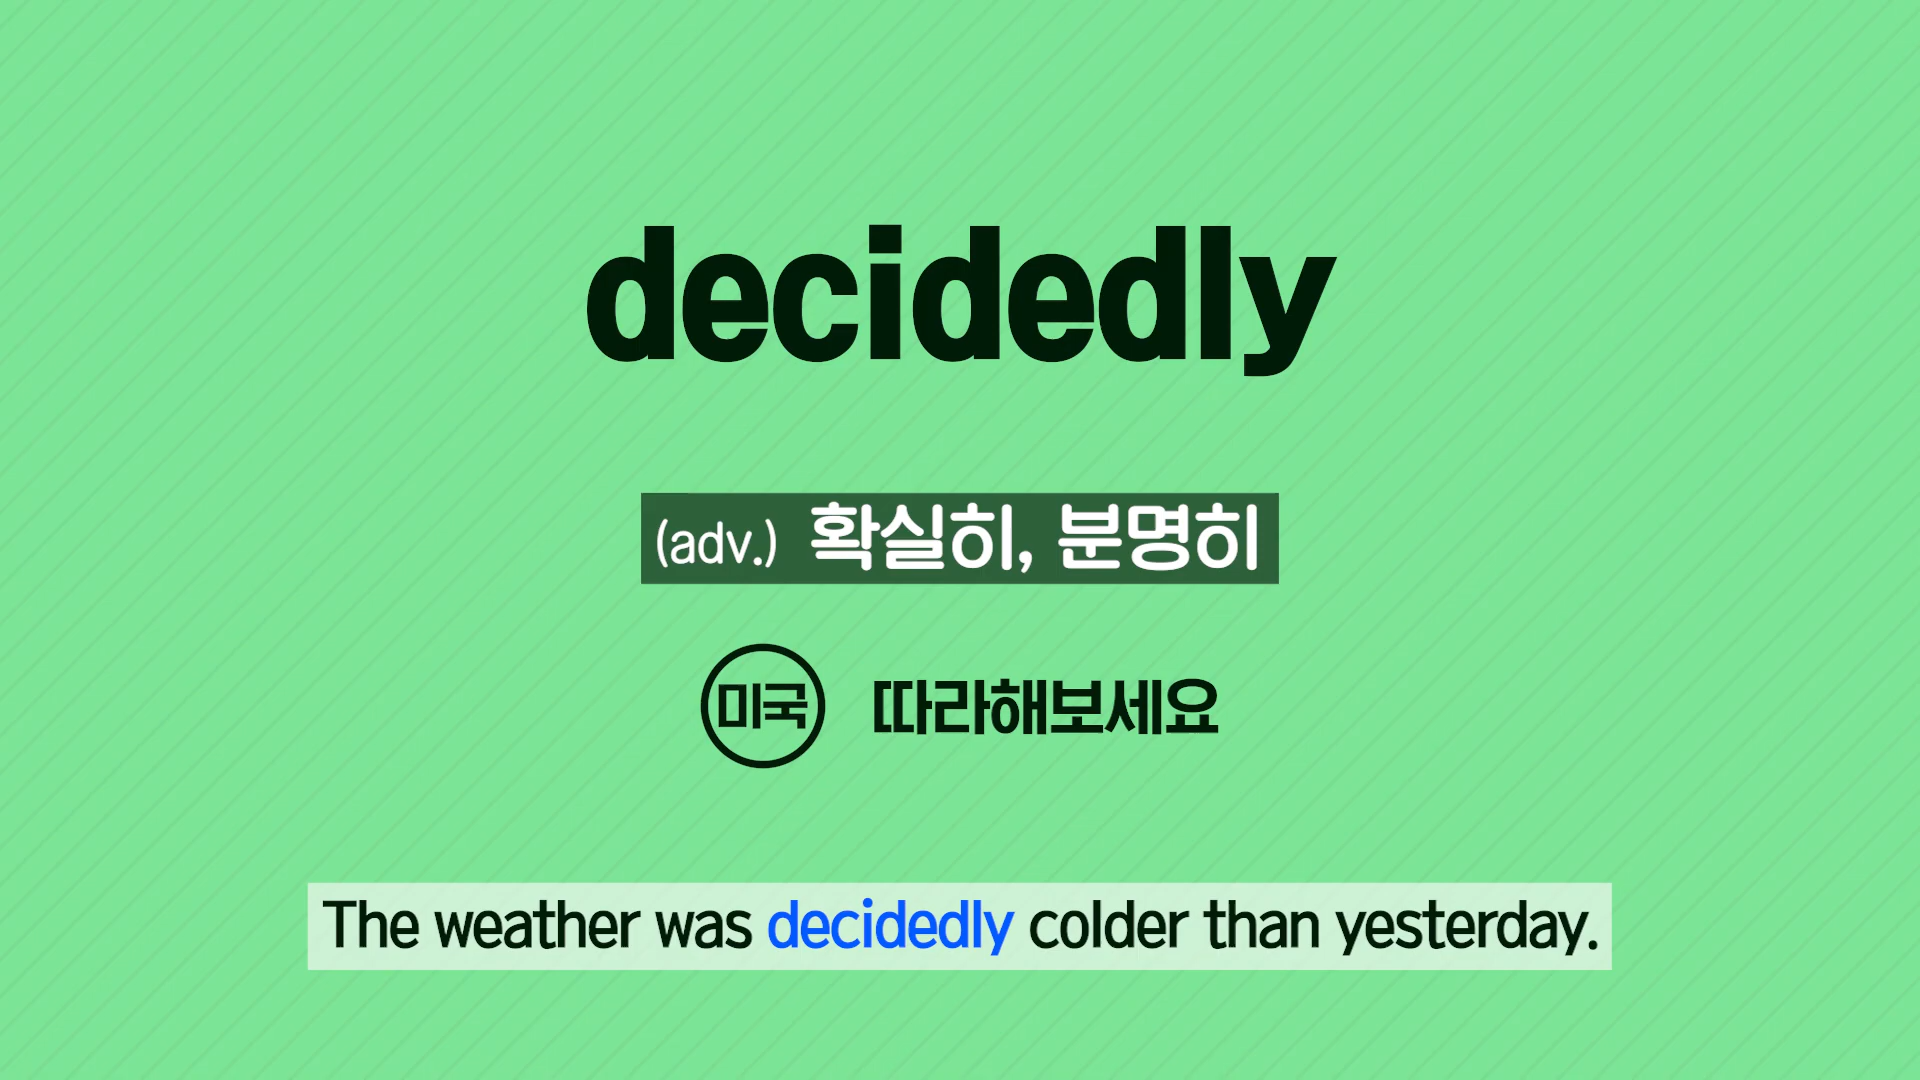 decidedly
(adv.) 확실히, 분명히
미국 따라해보세요
The weather was decidedly colder than yesterday.